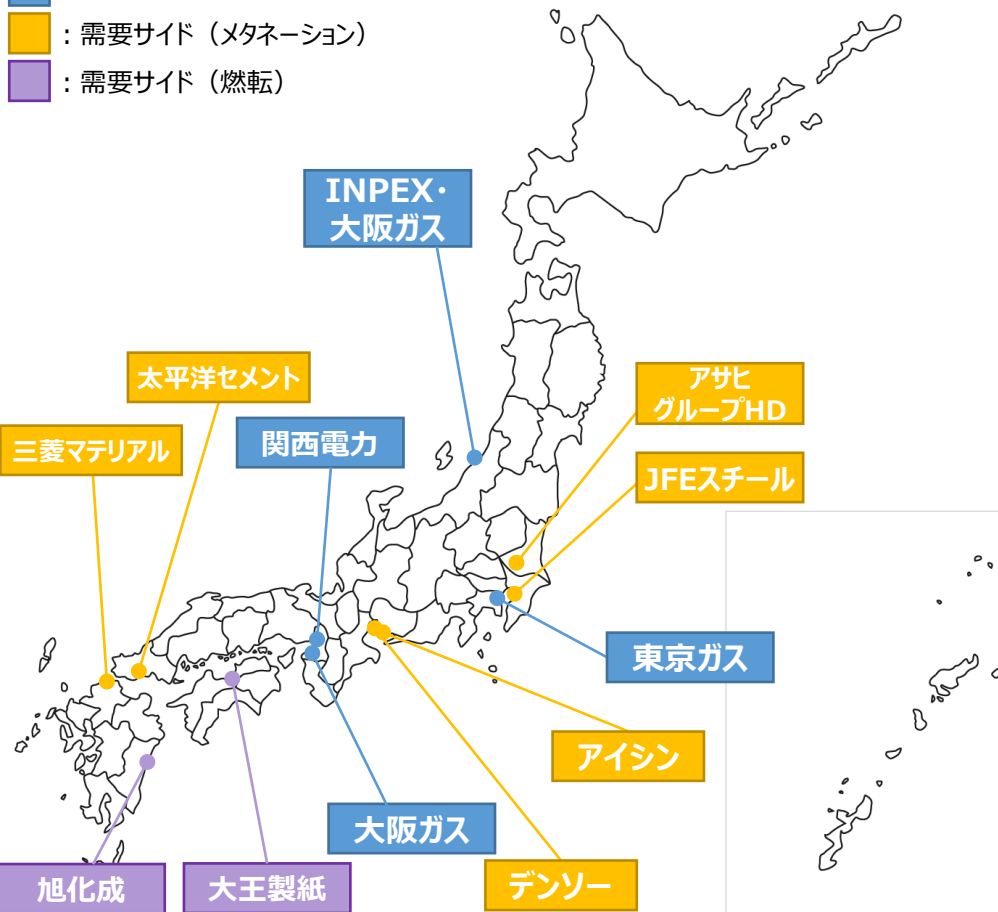 ：需要サイド（メタネーション）
：需要サイド（燃転）
INPEX・
大阪ガス
太平洋セメント
アサヒ
グループHD
三菱マテリアル
関西電力
JFEスチール
東京ガス
アイシン
大阪ガス
旭化成
大王製紙
デンソー